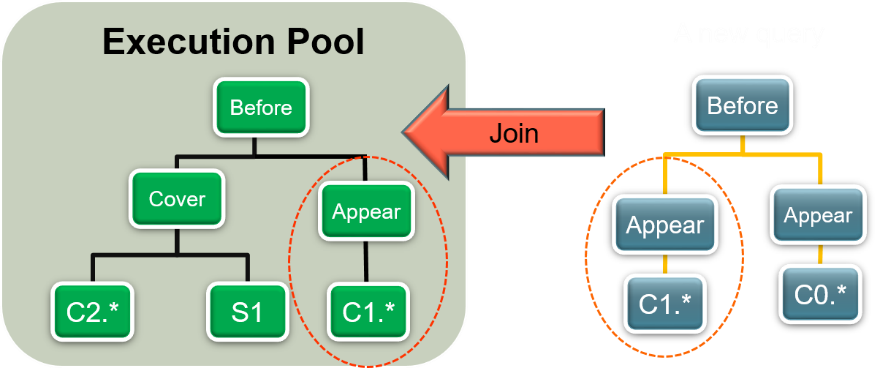 Execution Pool
Before
Cover
Appear
C2.*
S1
C1.*
Join
Before
Appear
Appear
C1.*
C0.*